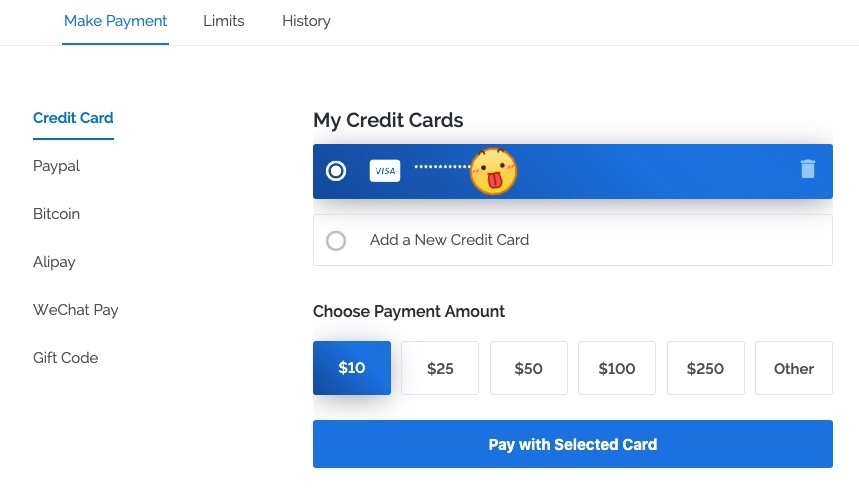 Make Payment Limits History
Credit Card
Paypal
Bitcoin
Alipay
WeChat Pay
Gift Code
My Credit Cards
VISA ············
Add a New Credit Card
Choose Payment Amount
$10 $25 $50 $100 $250 Other
Pay with Selected Card